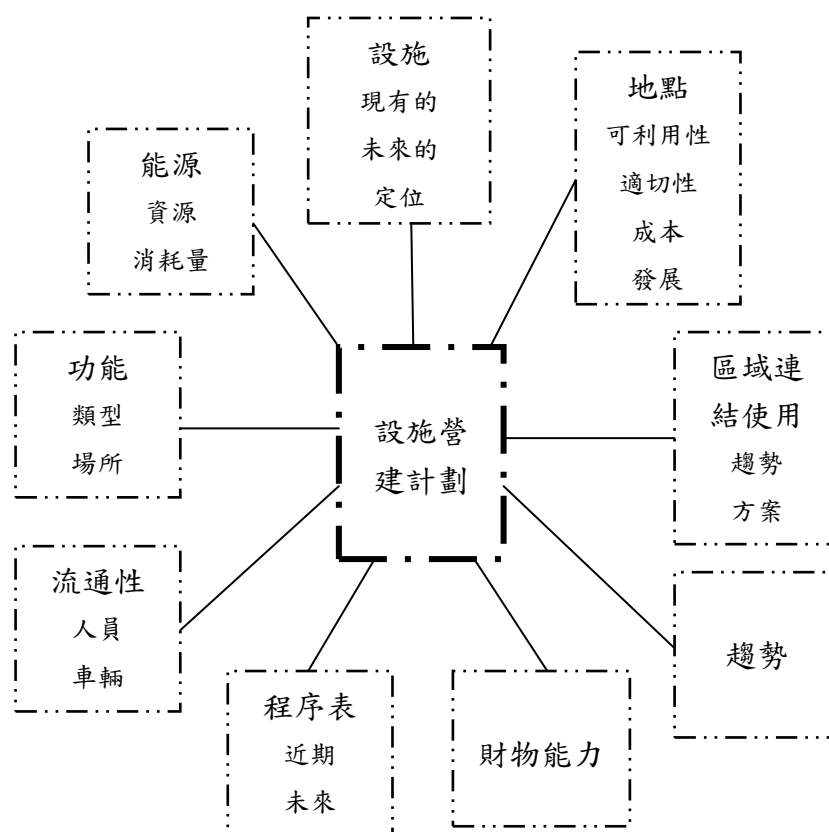 設施
現有的
未來的
定位
地點
可利用性
適切性
成本
發展
能源
資源
消耗量
功能
類型
場所
設施營
建計劃
區域連
結使用
趨勢
方案
流通性
人員
車輛
趨勢
程序表
近期
未來
財物能力